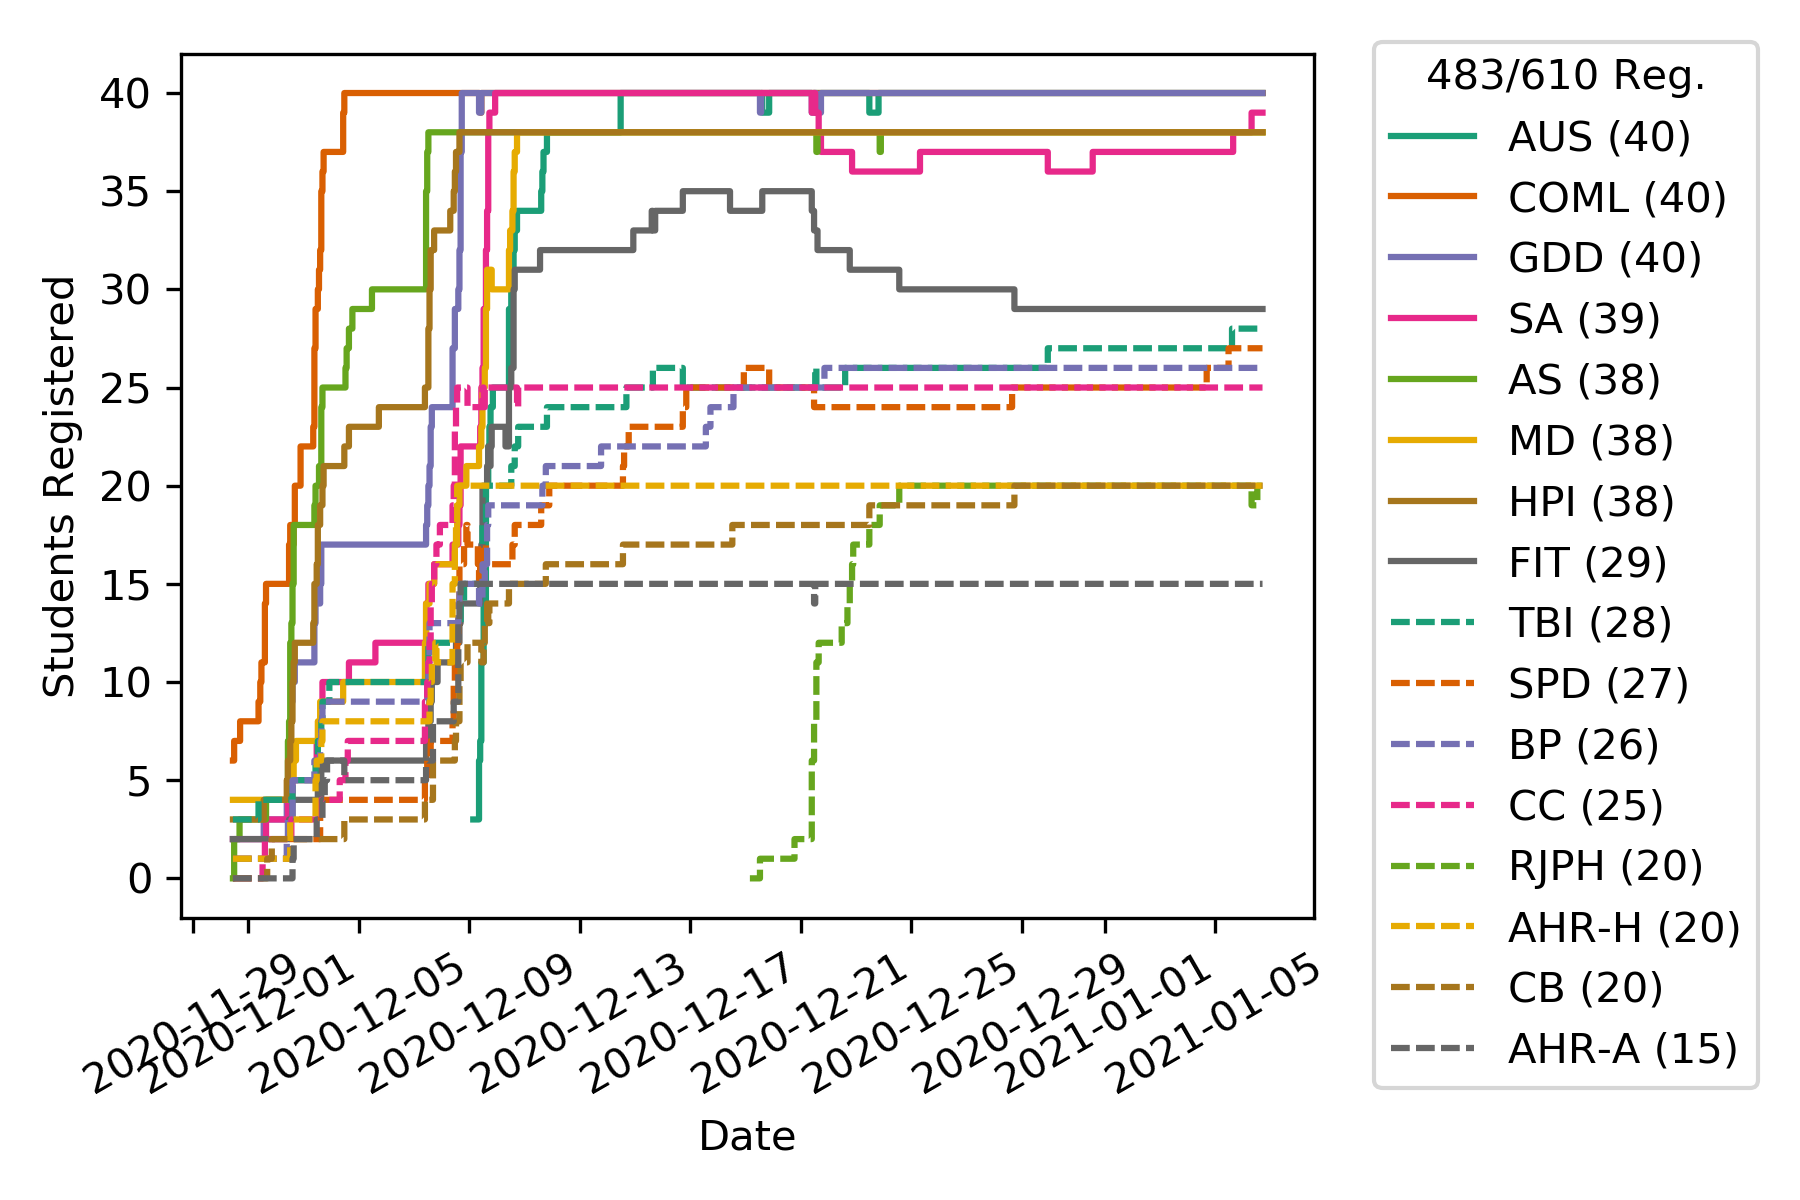 483/610 Reg.
AUS (40)
COML (40)
GDD (40)
SA (39)
AS (38)
MD (38)
HPI (38)
FIT (29)
TBI (28)
SPD (27)
BP (26)
CC (25)
RJPH (20)
AHR-H (20)
CB (20)
AHR-A (15)
Students Registered
40
35
30
25
20
15
10
5
0
2020-11-29
2020-12-01
2020-12-05
2020-12-09
2020-12-13
2020-12-17
2020-12-21
2020-12-25
2020-12-29
2021-01-01
2021-01-05
Date